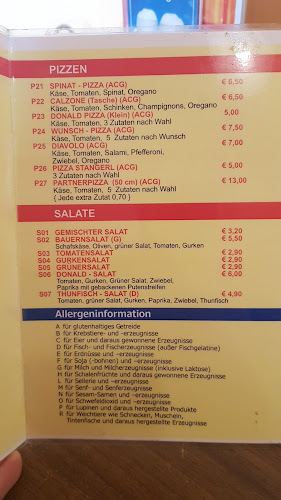 PIZZEN
P21 SPINAT - PIZZA (ACG) € 6,50
Käse, Tomaten, Spinat, Oregano
P22 CALZONE (Tasche) (ACG) € 6,50
Käse, Tomaten, Schinken, Champignons, Oregano
P23 DONALD PIZZA (Klein) (ACG) 5,00
Käse, Tomaten, 3 Zutaten nach Wahl
P24 WUNSCH - PIZZA (ACG) € 7,50
Käse, Tomaten, 5 Zutaten nach Wunsch
P25 DIAVOLO (ACG) € 7,00
Käse, Tomaten, Salami, Pfefferoni,
Zwiebel, Oregano
P26 PIZZA STANGERL (ACG) € 5,00
3 Zutaten nach Wahl
P27 PARTNERPIZZA (50 cm) (ACG) € 13,00
Käse, Tomaten, 5 Zutaten nach Wahl
( Jede extra Zutat 0,70 )
SALATE
S01 GEMISCHTER SALAT € 3,20
S02 BAUERNSALAT (G) € 5,50
Schafskäse, Oliven, grüner Salat, Tomaten, Gurken
S03 TOMATENSALAT € 2,90
S04 GURKENSALAT € 2,90
S05 GRÜNERSALAT € 2,90
S06 DONALD - SALAT € 6,00
Tomaten, Gurken, Grüner Salat, Zwiebel,
Paprika mit gebackenen Putenstreifen
S07 THUNFISCH - SALAT (D) € 4,90
Tomaten, grüner Salat, Gurken, Paprika, Zwiebel, Thunfisch
Allergeninformation
A für glutenhaltiges Getreide
B für Krebstiere- und –erzeugnisse
C für Eier und daraus gewonnene Erzeugnisse
D für Fisch- und Fischerzeugnisse (außer Fischgelatine)
E für Erdnüsse und –erzeugnisse
F für Soja (-bohnen) und –erzeugnisse
G für Milch und Milcherzeugnisse (inklusive Laktose)
H für Schalenfrüchte und daraus gewonnene Erzeugnisse
L für Sellerie und –erzeugnisse
M für Senf- und Senferzeugnisse
N für Sesam-Samen und –erzeugnisse
O für Schwefeldioxid und –erzeugnisse
P für Lupinen und daraus hergestellte Produkte
R für Weichtiere wie Schnecken, Muscheln,
Tintenfische und daraus hergestellte Erzeugnisse